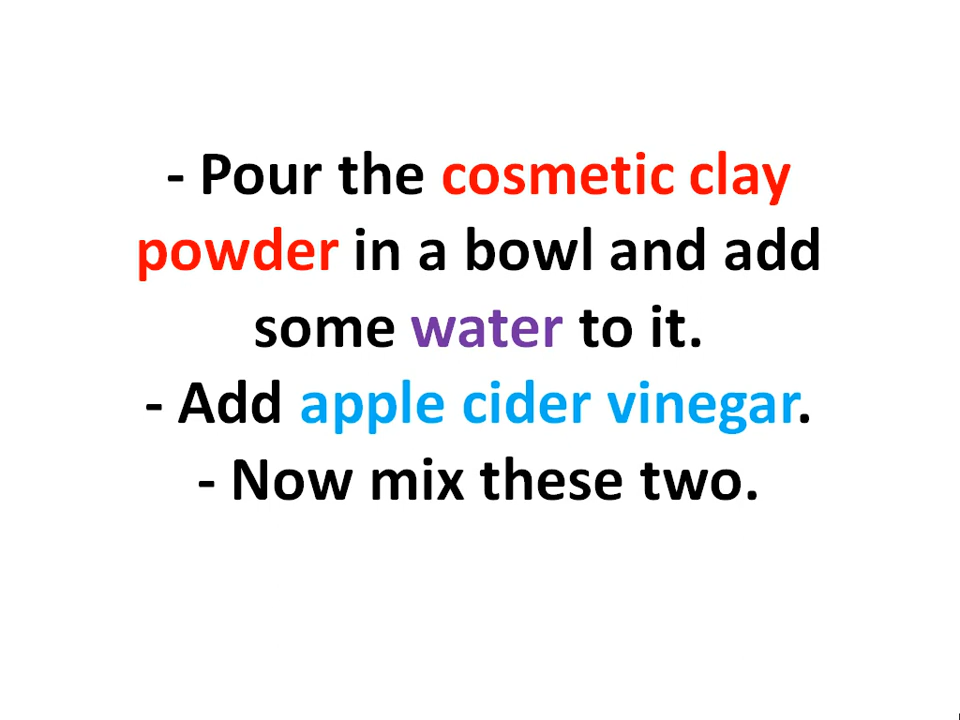 - Pour the cosmetic clay
powder in a bowl and add
some water to it.
- Add apple cider vinegar.
- Now mix these two.